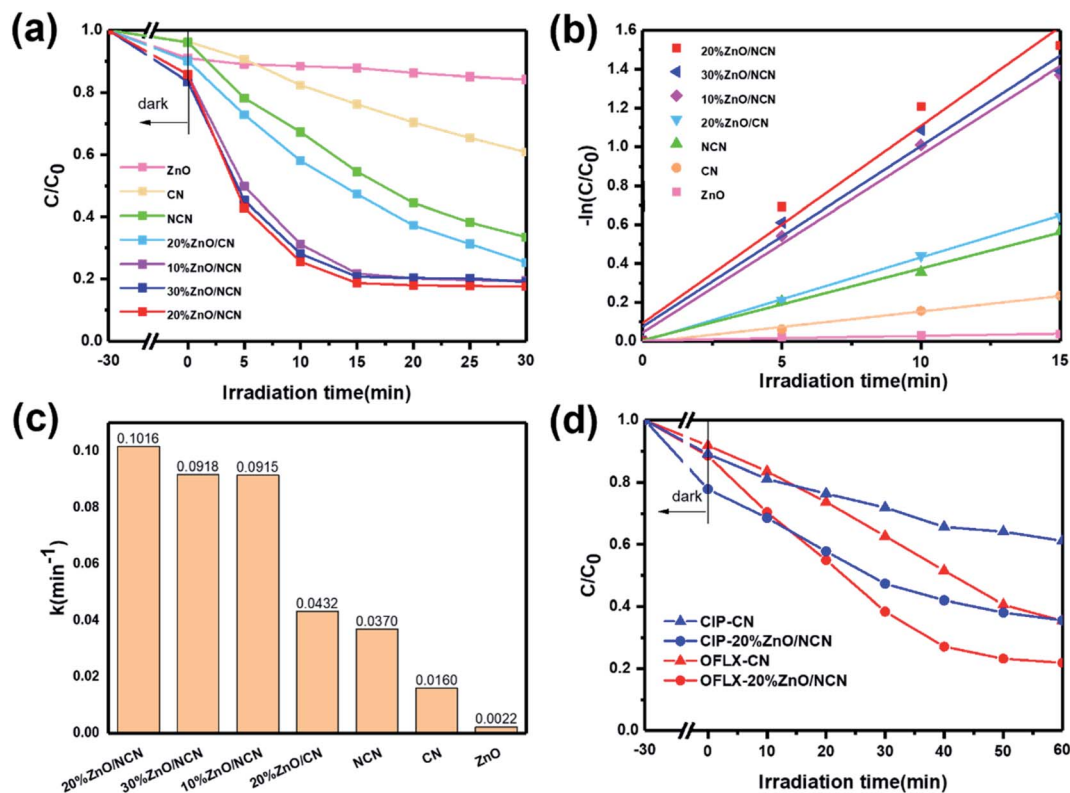 (a)
C/C0
1.0
0.8
0.6
0.4
0.2
0.0
dark
ZnO
CN
NCN
20%ZnO/CN
10%ZnO/NCN
30%ZnO/NCN
20%ZnO/NCN
-30 0 5 10 15 20 25 30
Irradiation time(min)
(b)
-ln(C/C0)
1.6
1.4
1.2
1.0
0.8
0.6
0.4
0.2
0.0
20%ZnO/NCN
30%ZnO/NCN
10%ZnO/NCN
20%ZnO/CN
NCN
CN
ZnO
0 5 10 15
Irradiation time(min)
(c)
k(min-1)
0.10
0.08
0.06
0.04
0.02
0.00
0.1016
0.0918
0.0915
0.0432
0.0370
0.0160
0.0022
20%ZnO/NCN
30%ZnO/NCN
10%ZnO/NCN
20%ZnO/CN
NCN
CN
ZnO
(d)
C/C0
1.0
0.8
0.6
0.4
0.2
0.0
dark
CIP-CN
CIP-20%ZnO/NCN
OFLX-CN
OFLX-20%ZnO/NCN
-30 0 10 20 30 40 50 60
Irradiation time(min)